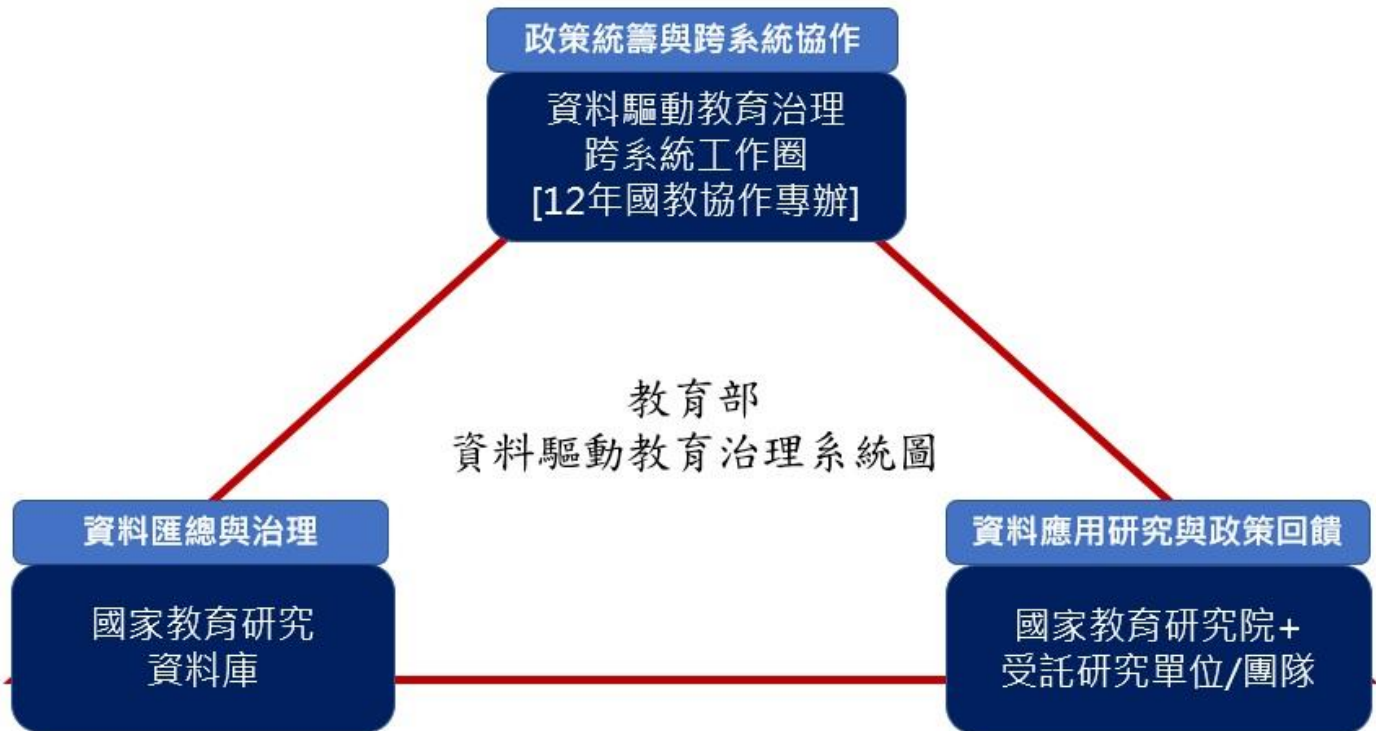 政策統籌與跨系統協作
資料驅動教育治理
跨系統工作圈
[12年國教協作專辦]
教育部
資料驅動教育治理系統圖
資料匯總與治理
國家教育研究
資料庫
資料應用研究與政策回饋
國家教育研究院+
受託研究單位/團隊